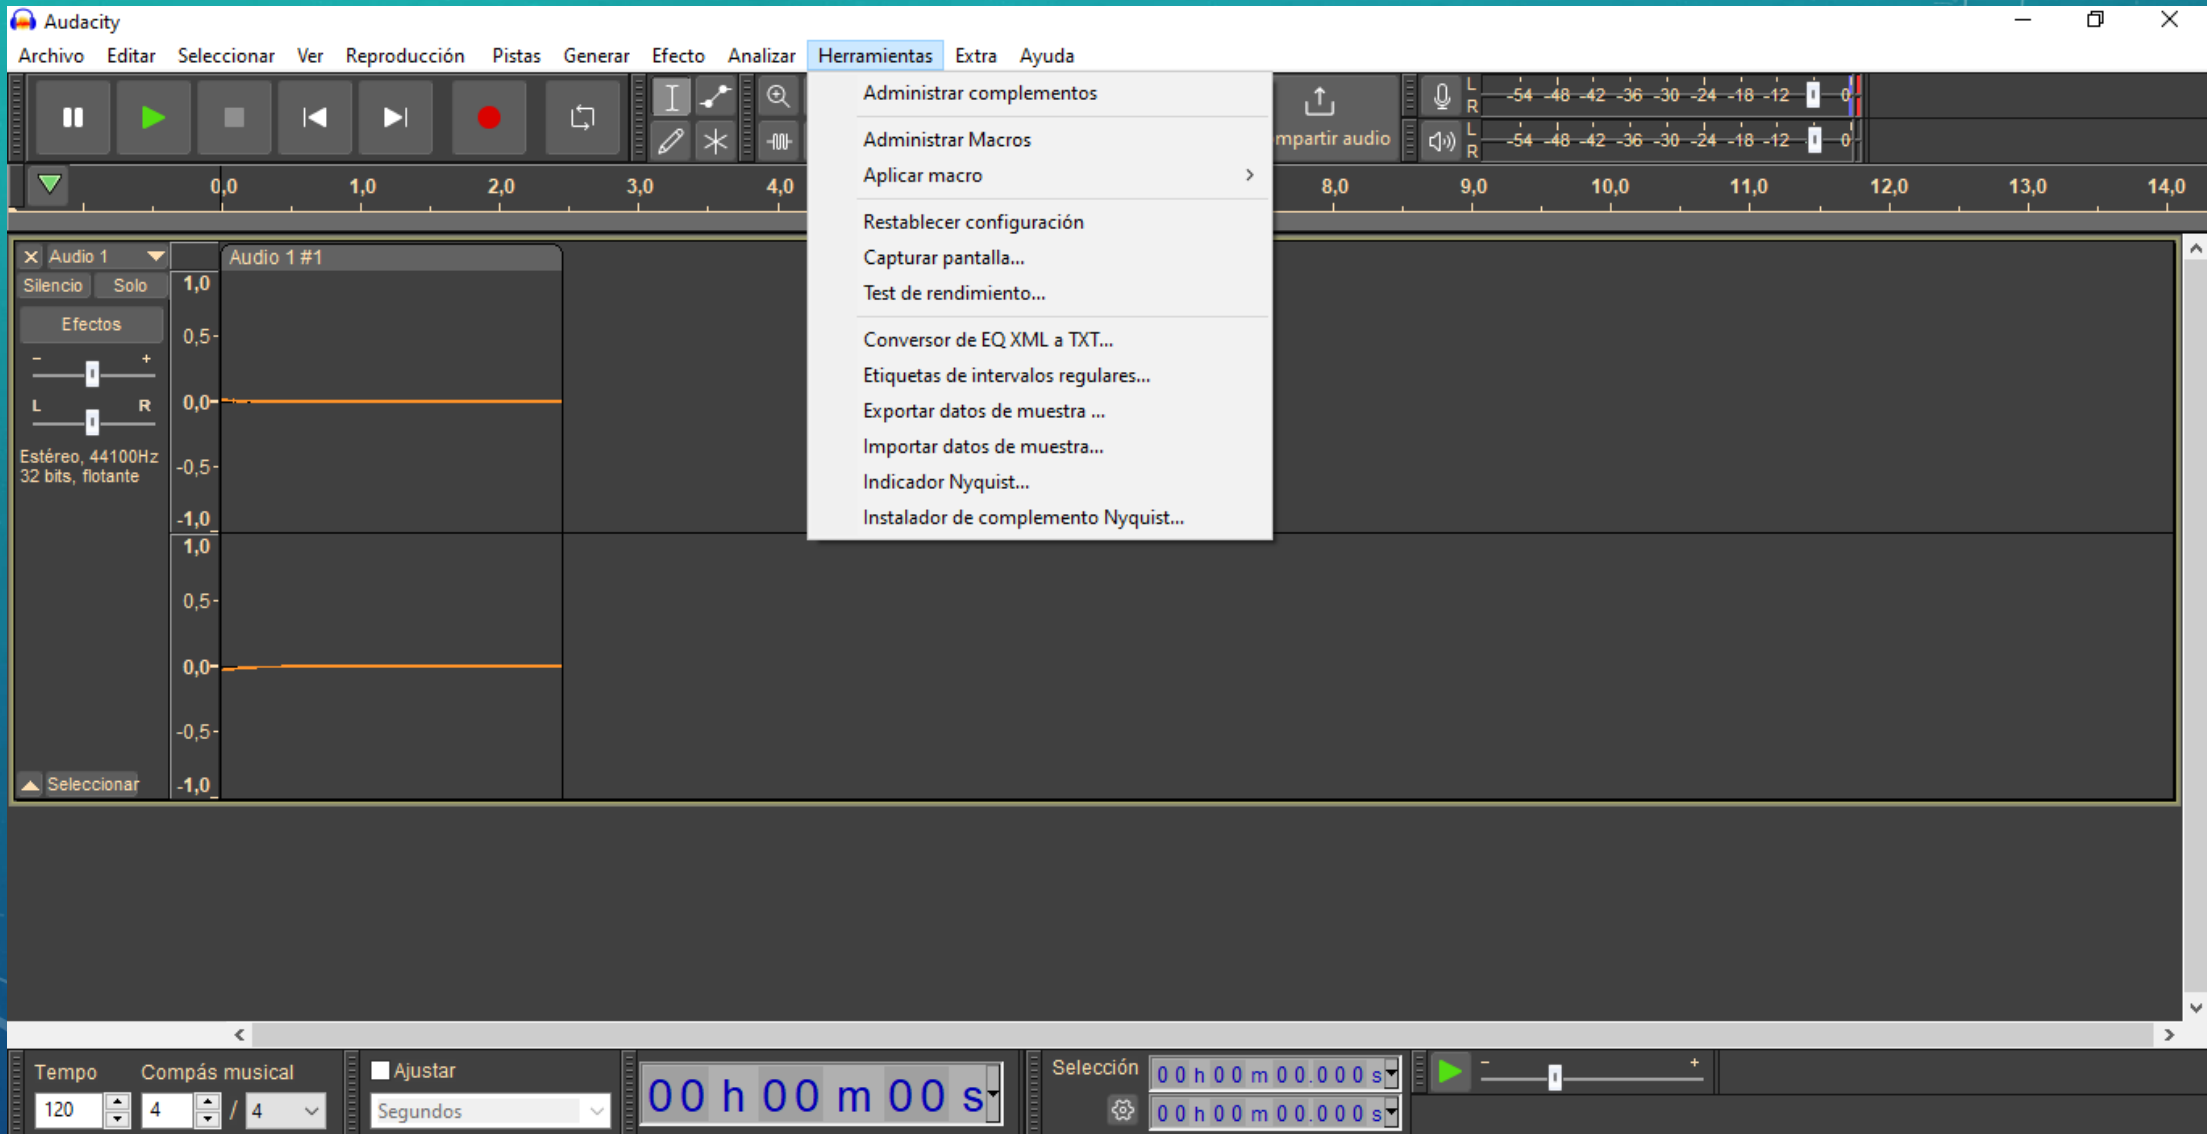 Audacity
Archivo Editar Seleccionar Ver Reproducción Pistas Generar Efecto Analizar Herramientas Extra Ayuda
Administrar complementos
Administrar Macros
Aplicar macro
Restablecer configuración
Capturar pantalla...
Test de rendimiento...
Conversor de EQ XML a TXT...
Etiquetas de intervalos regulares...
Exportar datos de muestra ...
Importar datos de muestra...
Indicador Nyquist...
Instalador de complemento Nyquist...
mpartir audio
L
R
-54 -48 -42 -36 -30 -24 -18 -12 0
L
R
-54 -48 -42 -36 -30 -24 -18 -12 0
0,0 1,0 2,0 3,0 4,0 8,0 9,0 10,0 11,0 12,0 13,0 14,0
Audio 1
Silencio Solo
Efectos
- +
L R
Estéreo, 44100Hz
32 bits, flotante
Seleccionar
Audio 1 #1
1,0
0,5-
0,0-
-0,5-
-1,0
1,0
0,5-
0,0-
-0,5-
-1,0
Tempo
120
Compás musical
4 / 4
Ajustar
Segundos
00 h 00 m 00 s
Selección
00 h 00 m 00.000 s
00 h 00 m 00.000 s
- +